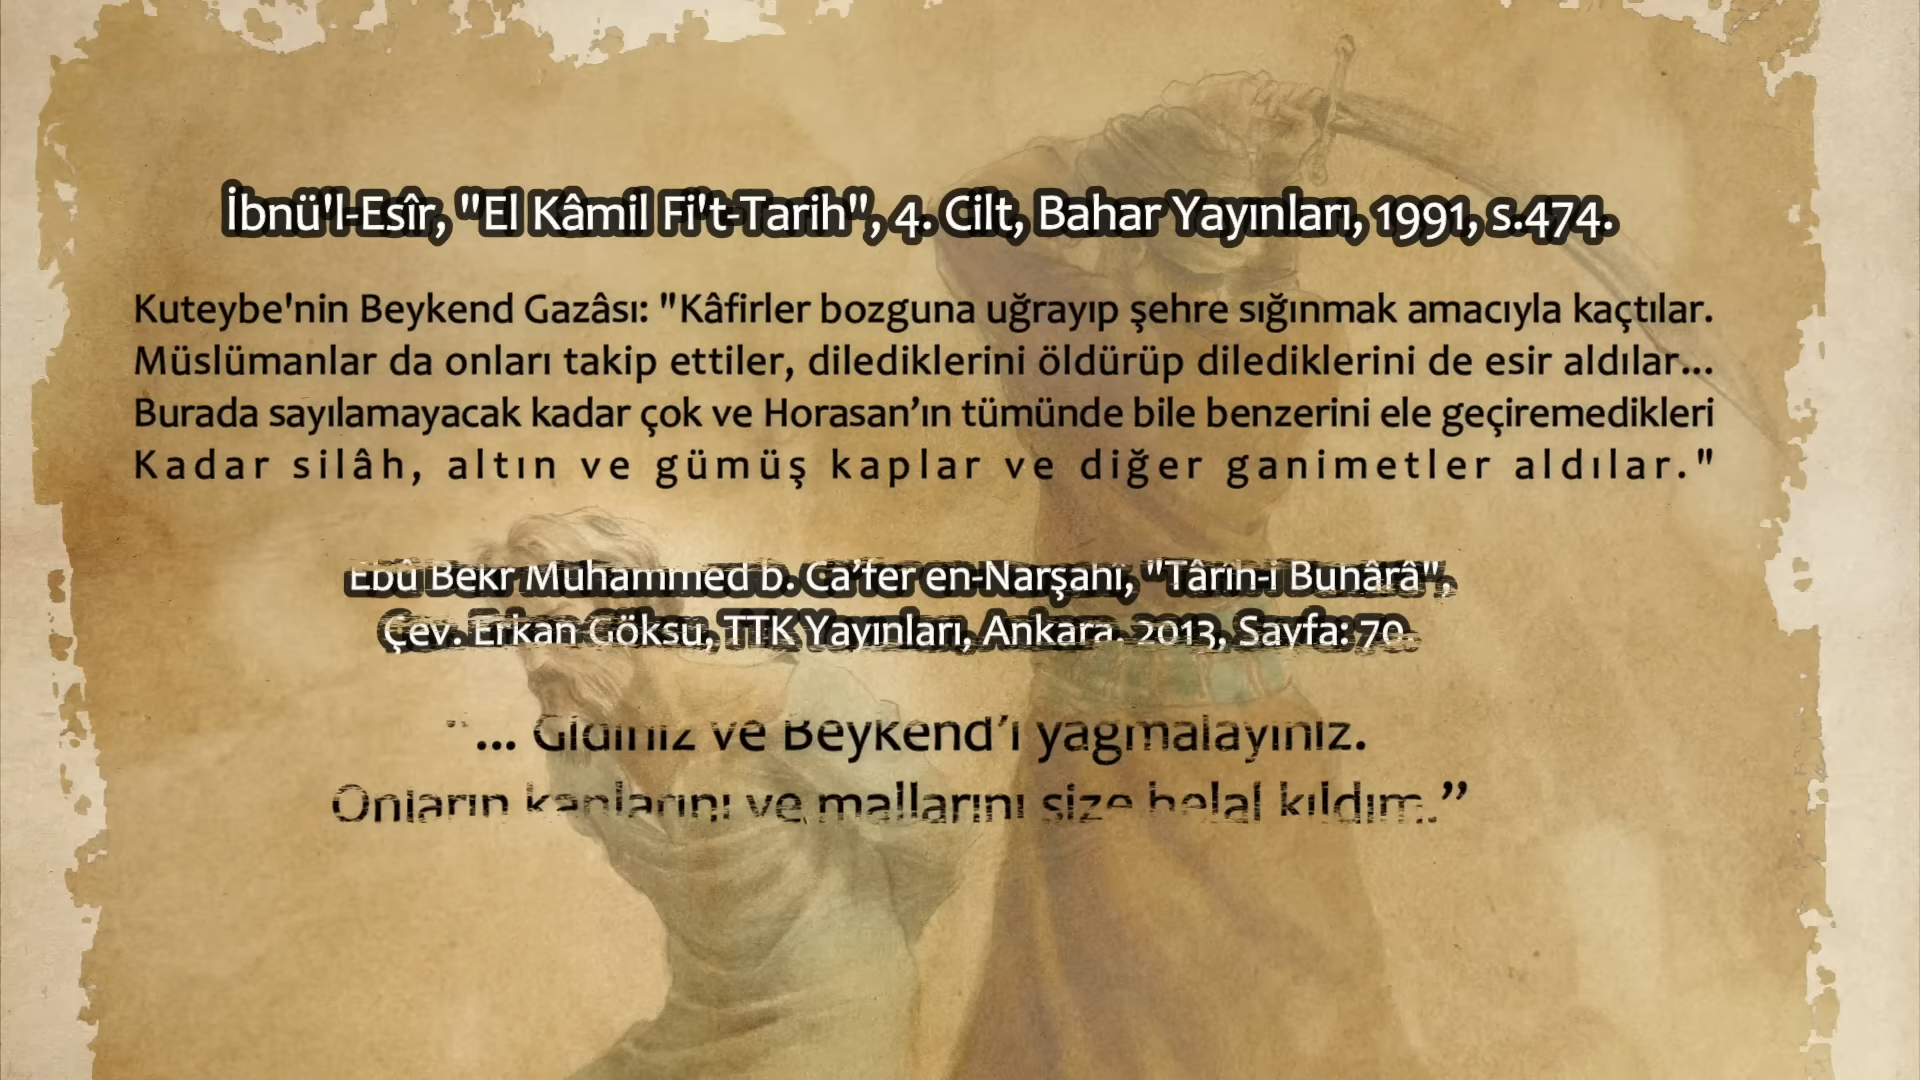 İbnü'l-Esîr, "El Kâmil Fi't-Tarih", 4. Cilt, Bahar Yayınları, 1991, s.474.
Kuteybe'nin Beykend Gazâsı: "Kâfirler bozguna uğrayıp şehre sığınmak amacıyla kaçtılar.
Müslümanlar da onları takip ettiler, dilediklerini öldürüp dilediklerini de esir aldılar...
Burada sayılamayacak kadar çok ve Horasan’ın tümünde bile benzerini ele geçiremedikleri
Kadar silâh, altın ve gümüş kaplar ve diğer ganimetler aldılar."
Ebû Bekr Muhammed b. Ca’fer en-Narşahî, "Târîh-i Buhârâ",
Çev. Erkan Göksu, TTK Yayınları, Ankara, 2013, Sayfa: 70.
"... Gidiniz ve Beykend’i yağmalayınız.
Onların kanlarını ve mallarını size helal kıldım.”